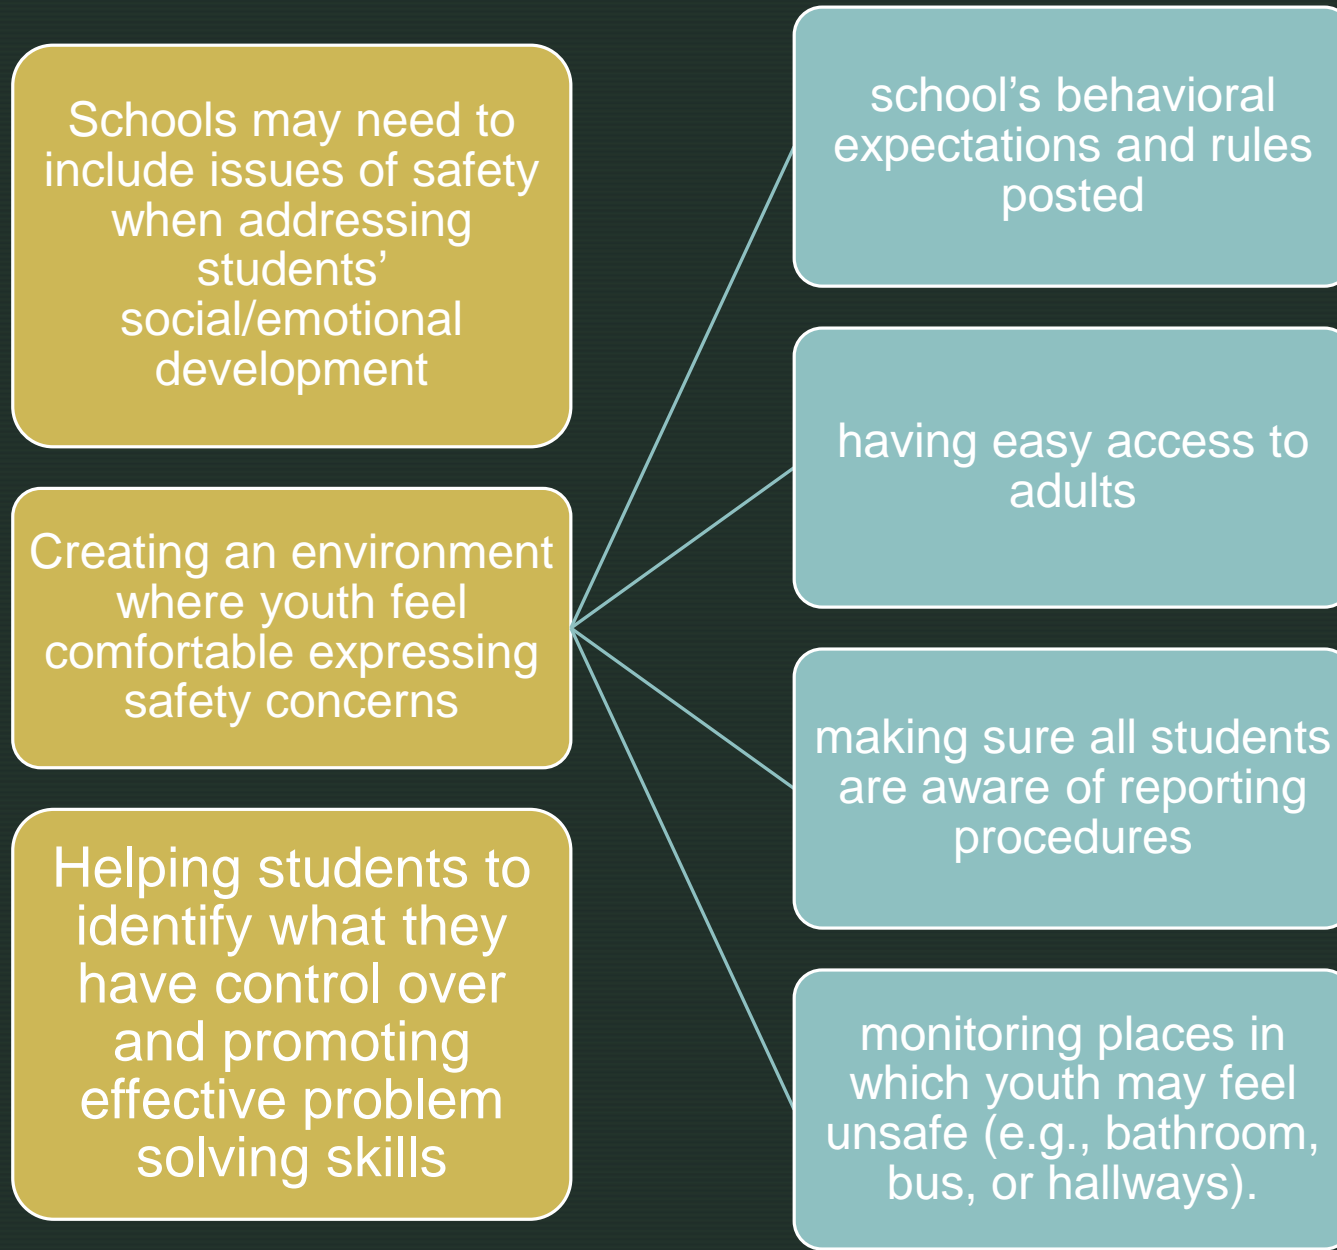 Schools may need to
include issues of safety
when addressing
students’
social/emotional
development
Creating an environment
where youth feel
comfortable expressing
safety concerns
Helping students to
identify what they
have control over
and promoting
effective problem
solving skills
school’s behavioral
expectations and rules
posted
having easy access to
adults
making sure all students
are aware of reporting
procedures
monitoring places in
which youth may feel
unsafe (e.g., bathroom,
bus, or hallways).